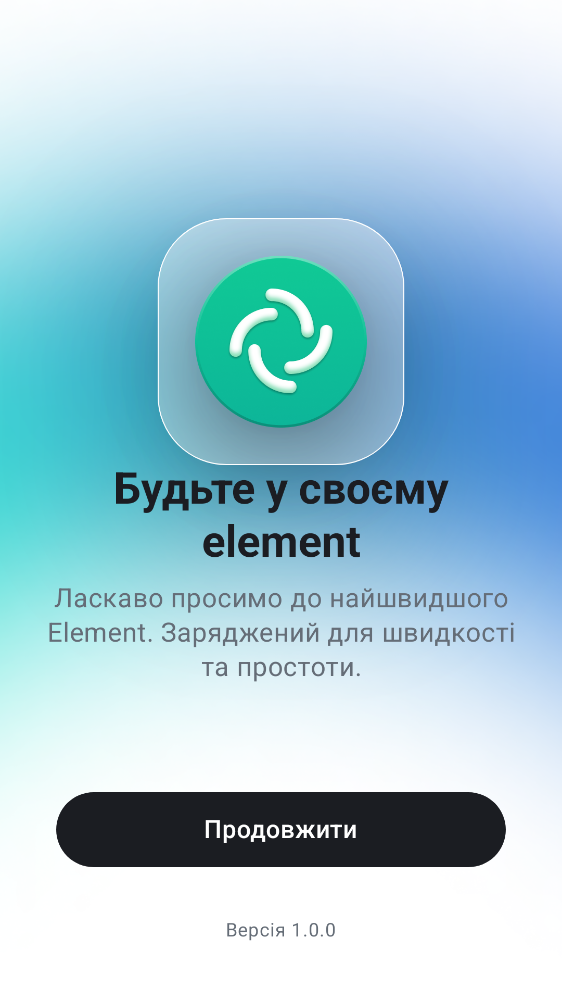 Будьте у своєму
element
Ласкаво просимо до найшвидшого
Element. Заряджений для швидкості
та простоти.
Продовжити
Версія 1.0.0